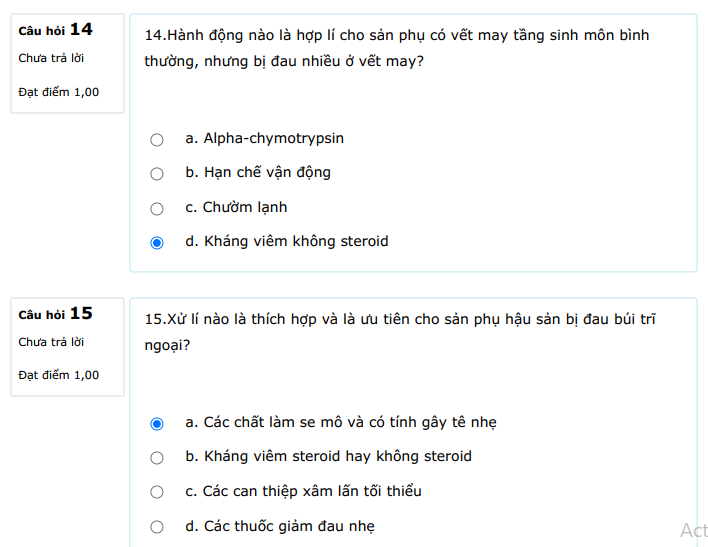 Câu hỏi 14
Chưa trả lời
Đạt điểm 1,00
14.Hành động nào là hợp lí cho sản phụ có vết may tầng sinh môn bình
thường, nhưng bị đau nhiều ở vết may?
a. Alpha-chymotrypsin
b. Hạn chế vận động
c. Chườm lạnh
d. Kháng viêm không steroid
Câu hỏi 15
Chưa trả lời
Đạt điểm 1,00
15.Xử lí nào là thích hợp và là ưu tiên cho sản phụ hậu sản bị đau búi trĩ
ngoại?
a. Các chất làm se mô và có tính gây tê nhẹ
b. Kháng viêm steroid hay không steroid
c. Các can thiệp xâm lấn tối thiểu
d. Các thuốc giảm đau nhẹ
Act